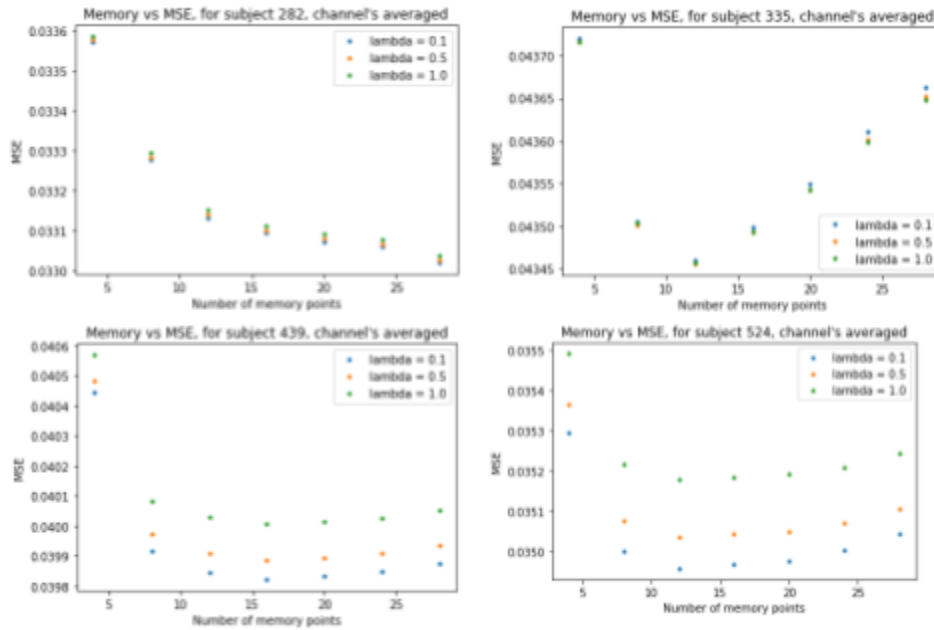 Memory vs MSE, for subject 282, channel's averaged
0.0336
0.0335
0.0334
0.0333
0.0332
0.0331
0.0330
MSE
lambda = 0.1
lambda = 0.5
lambda = 1.0
5 10 15 20 25
Number of memory points
Memory vs MSE, for subject 335, channel's averaged
0.04370
0.04365
0.04360
0.04355
0.04350
0.04345
MSE
lambda = 0.1
lambda = 0.5
lambda = 1.0
5 10 15 20 25
Number of memory points
Memory vs MSE, for subject 439, channel's averaged
0.0406
0.0405
0.0404
0.0403
0.0402
0.0401
0.0400
0.0399
0.0398
MSE
lambda = 0.1
lambda = 0.5
lambda = 1.0
5 10 15 20 25
Number of memory points
Memory vs MSE, for subject 524, channel's averaged
0.0355
0.0354
0.0353
0.0352
0.0351
0.0350
MSE
lambda = 0.1
lambda = 0.5
lambda = 1.0
5 10 15 20 25
Number of memory points